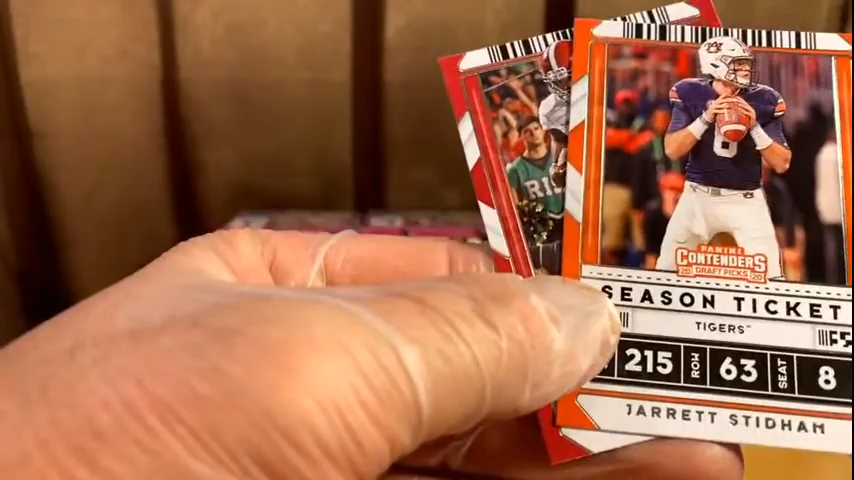 PANINI
CONTENDERS
20 DRAFT PICKS 20
SEASON TICKET
TIGERS
215 ROW 63 SEAT 8
JARRETT STIDHAM